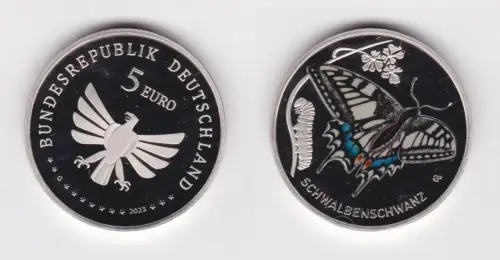 BUNDESREPUBLIK DEUTSCHLAND
5
EURO
G
2023
SCHWALBENSCHWANZ